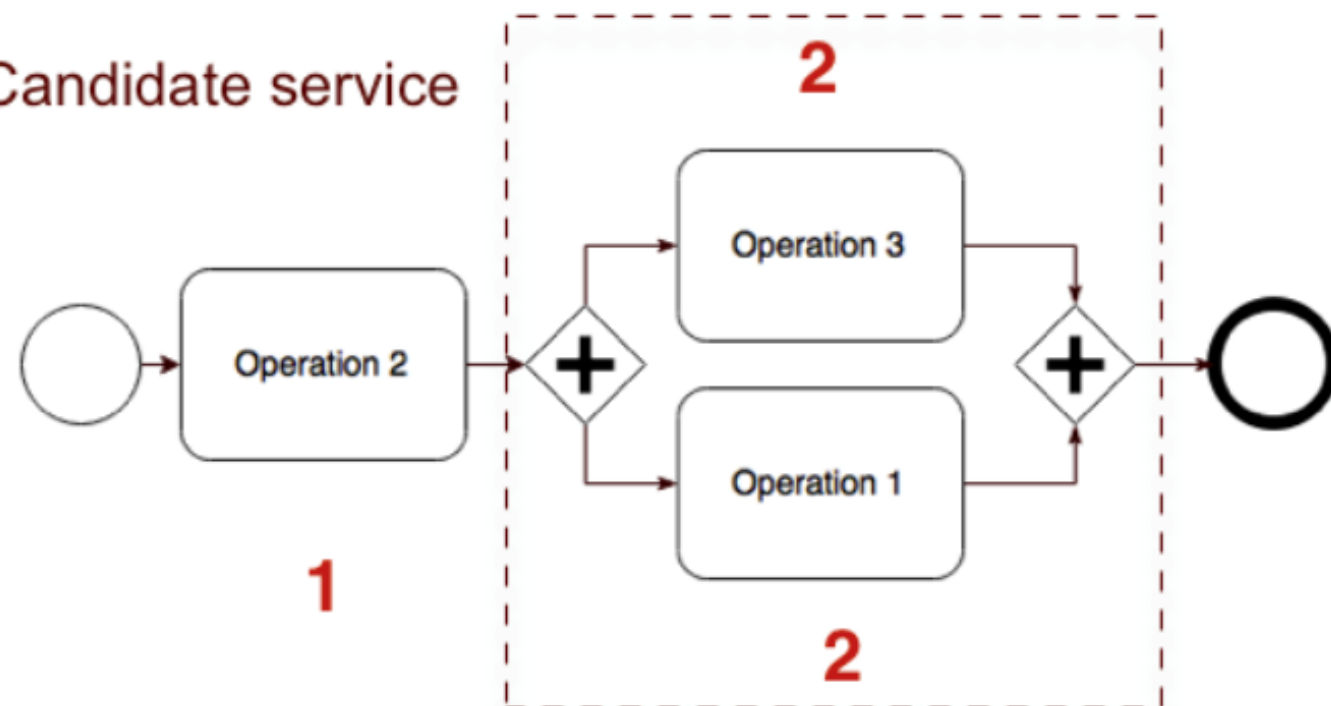 Candidate service
2
Operation 3
Operation 2
Operation 1
1
2